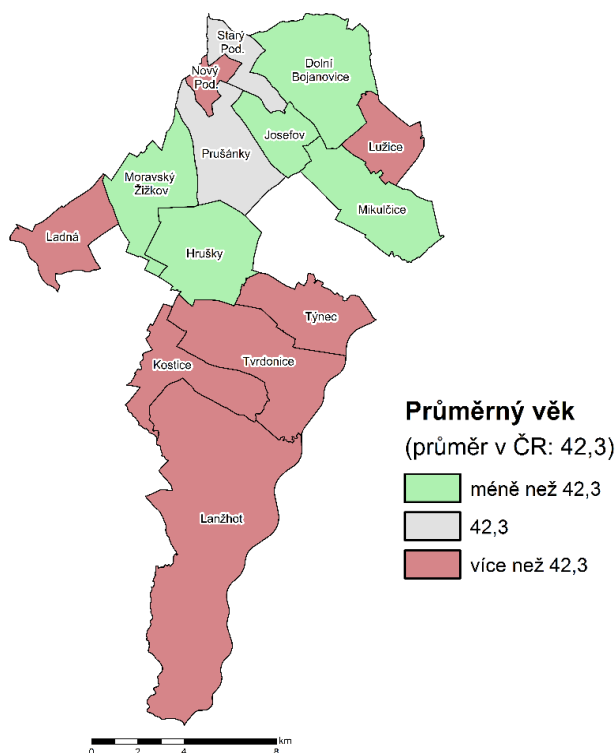 Starý
Pod.
Dolní
Bojanovice
Nový
Pod.
Josefov
Lužice
Prušánky
Moravský
Žižkov
Mikulčice
Ladná
Hrušky
Týnec
Tvrdonice
Kostice
Lanžhot
Průměrný věk
(průměr v ČR: 42,3)
méně než 42,3
42,3
více než 42,3
km
0 2 4 8